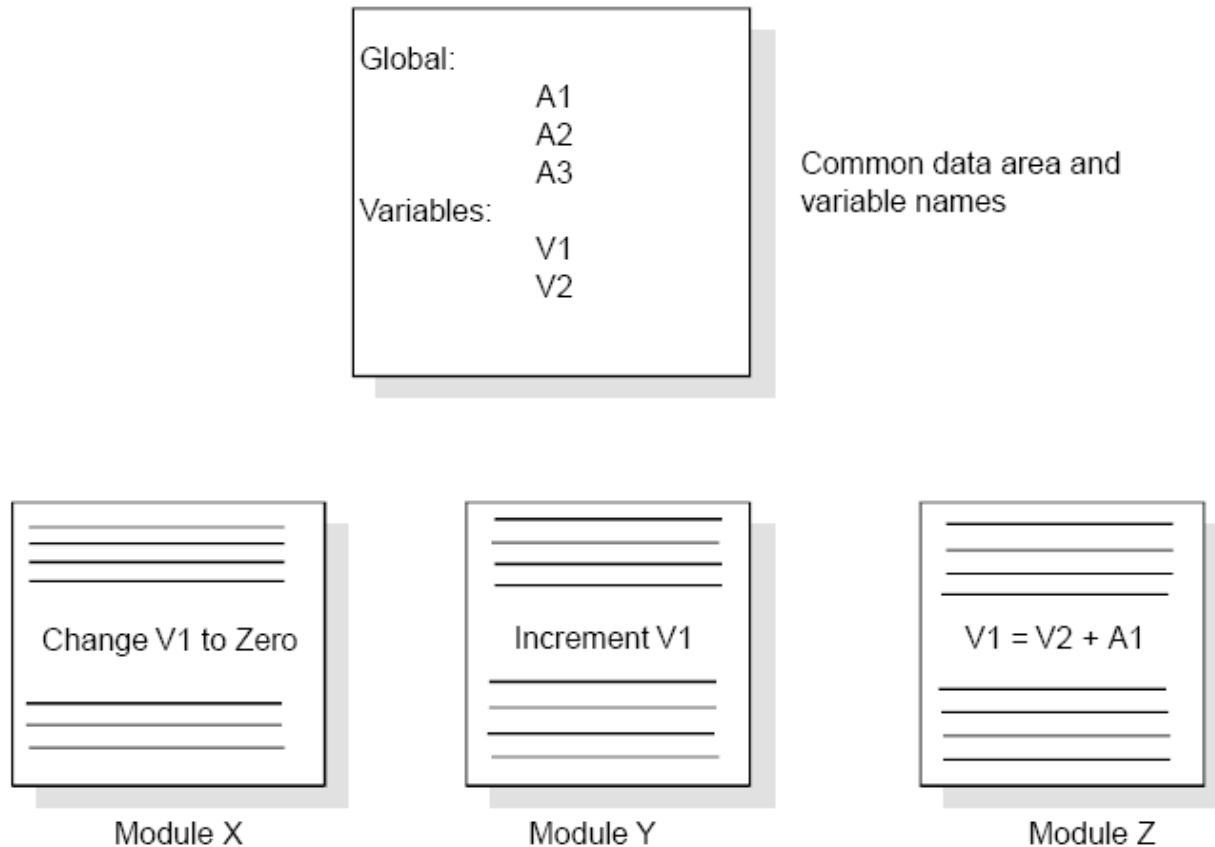 Global:
A1
A2
A3
Variables:
V1
V2
Common data area and
variable names
Change V1 to Zero
Increment V1
V1 = V2 + A1
Module X
Module Y
Module Z